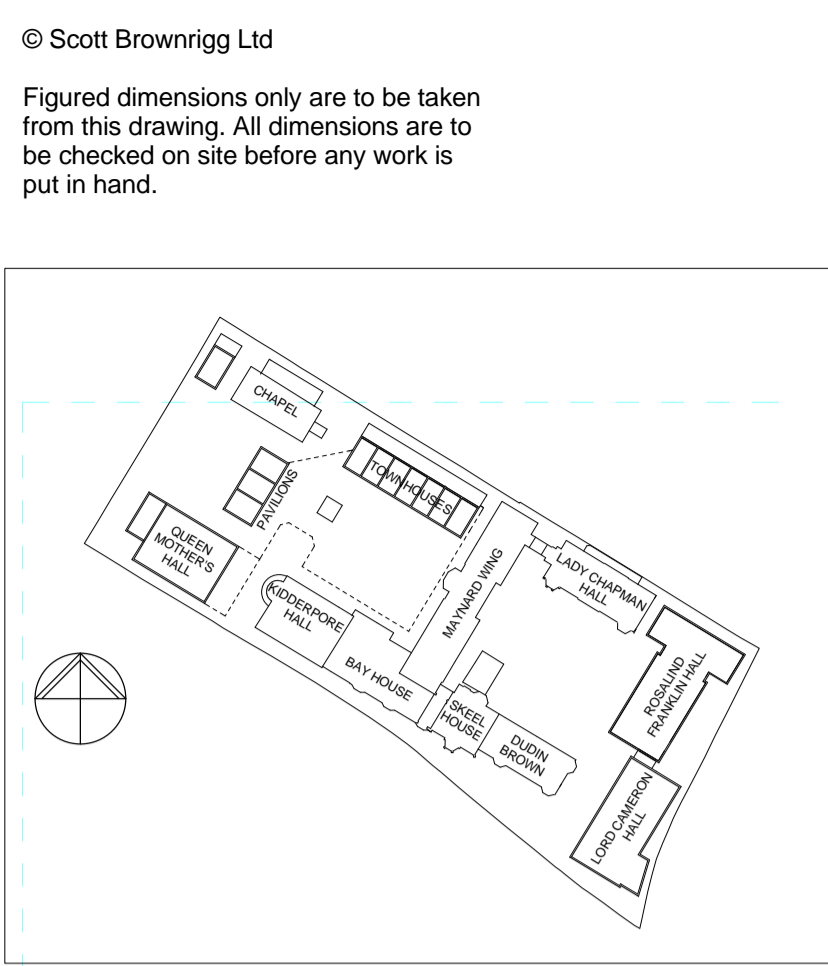 © Scott Brownrigg Ltd
Figured dimensions only are to be taken
from this drawing. All dimensions are to
be checked on site before any work is
put in hand.
CHAPEL
TOWNHOUSES
PAVILIONS
QUEEN
MOTHER'S
HALL
KIDDERPORE
HALL
BAY HOUSE
MAYNARD WING
LADY CHAPMAN
HALL
SKEEL
HOUSE
DUDIN
BROWN
ROSALIND
FRANKLIN HALL
LORD CAMERON
HALL